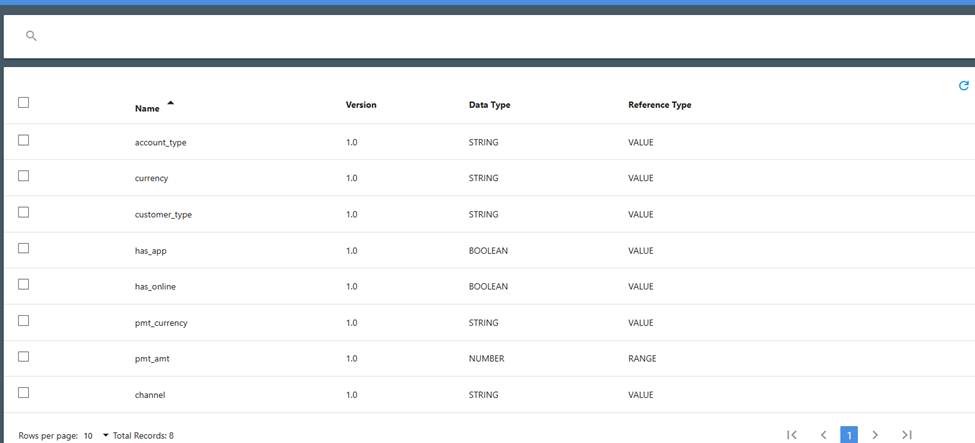 Name Version Data Type Reference Type
account_type 1.0 STRING VALUE
currency 1.0 STRING VALUE
customer_type 1.0 STRING VALUE
has_app 1.0 BOOLEAN VALUE
has_online 1.0 BOOLEAN VALUE
pmt_currency 1.0 STRING VALUE
pmt_amt 1.0 NUMBER RANGE
channel 1.0 STRING VALUE
Rows per page: 10 Total Records: 8 1